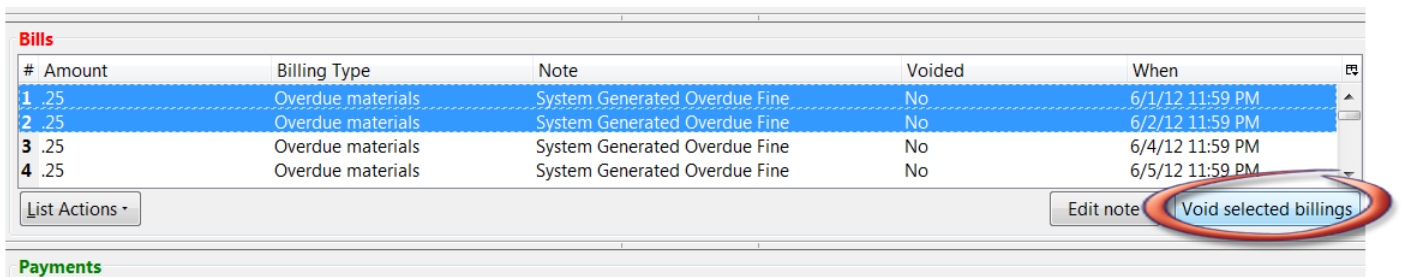 Bills
# Amount Billing Type Note Voided When
1 .25 Overdue materials System Generated Overdue Fine No 6/1/12 11:59 PM
2 .25 Overdue materials System Generated Overdue Fine No 6/2/12 11:59 PM
3 .25 Overdue materials System Generated Overdue Fine No 6/4/12 11:59 PM
4 .25 Overdue materials System Generated Overdue Fine No 6/5/12 11:59 PM
List Actions Edit note Void selected billings
Payments